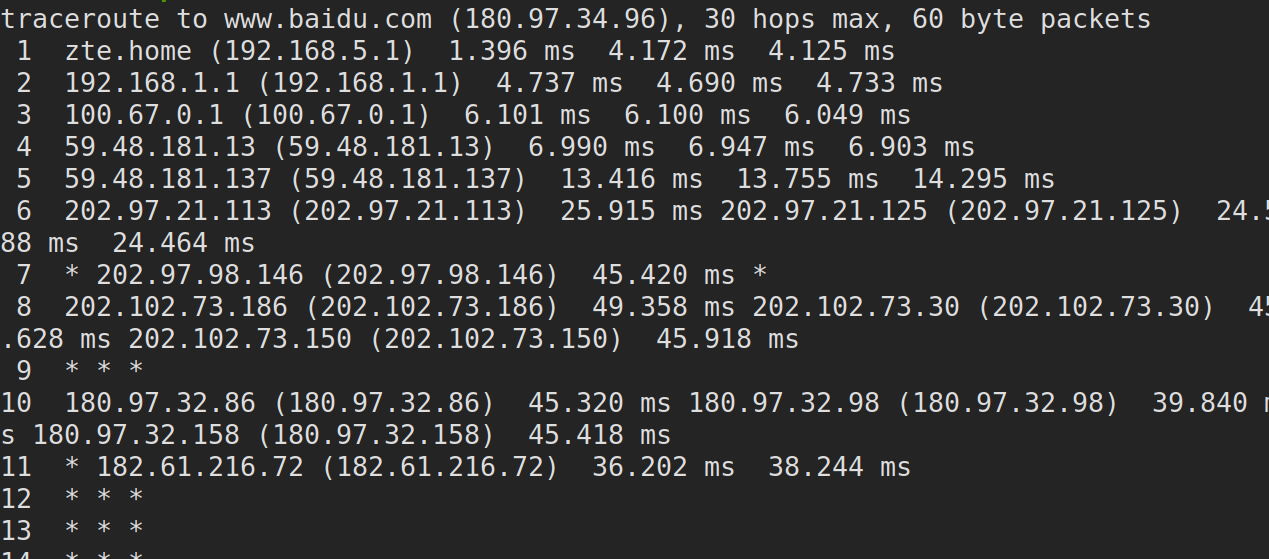 traceroute to www.baidu.com (180.97.34.96), 30 hops max, 60 byte packets
 1  zte.home (192.168.5.1)  1.396 ms  4.172 ms  4.125 ms
 2  192.168.1.1 (192.168.1.1)  4.737 ms  4.690 ms  4.733 ms
 3  100.67.0.1 (100.67.0.1)  6.101 ms  6.100 ms  6.049 ms
 4  59.48.181.13 (59.48.181.13)  6.990 ms  6.947 ms  6.903 ms
 5  59.48.181.137 (59.48.181.137)  13.416 ms  13.755 ms  14.295 ms
 6  202.97.21.113 (202.97.21.113)  25.915 ms 202.97.21.125 (202.97.21.125)  24.5
88 ms  24.464 ms
 7  * 202.97.98.146 (202.97.98.146)  45.420 ms *
 8  202.102.73.186 (202.102.73.186)  49.358 ms 202.102.73.30 (202.102.73.30)  45
.628 ms 202.102.73.150 (202.102.73.150)  45.918 ms
 9  * * *
10  180.97.32.86 (180.97.32.86)  45.320 ms 180.97.32.98 (180.97.32.98)  39.840 m
s 180.97.32.158 (180.97.32.158)  45.418 ms
11  * 182.61.216.72 (182.61.216.72)  36.202 ms  38.244 ms
12  * * *
13  * * *
14  * * *